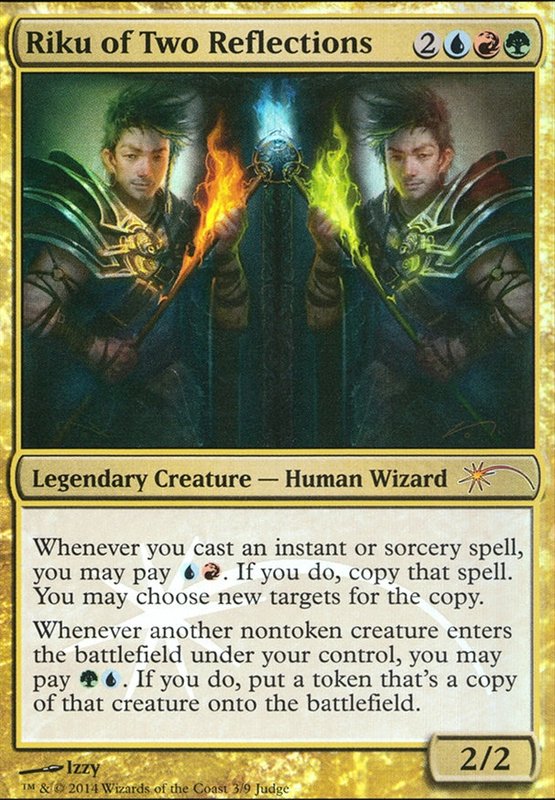 Riku of Two Reflections 2
Legendary Creature — Human Wizard
Whenever you cast an instant or sorcery spell,
you may pay . If you do, copy that spell.
You may choose new targets for the copy.
Whenever another nontoken creature enters
the battlefield under your control, you may
pay . If you do, put a token that's a copy
of that creature onto the battlefield.
2/2
Izzy
™ & © 2014 Wizards of the Coast 3/9 Judge